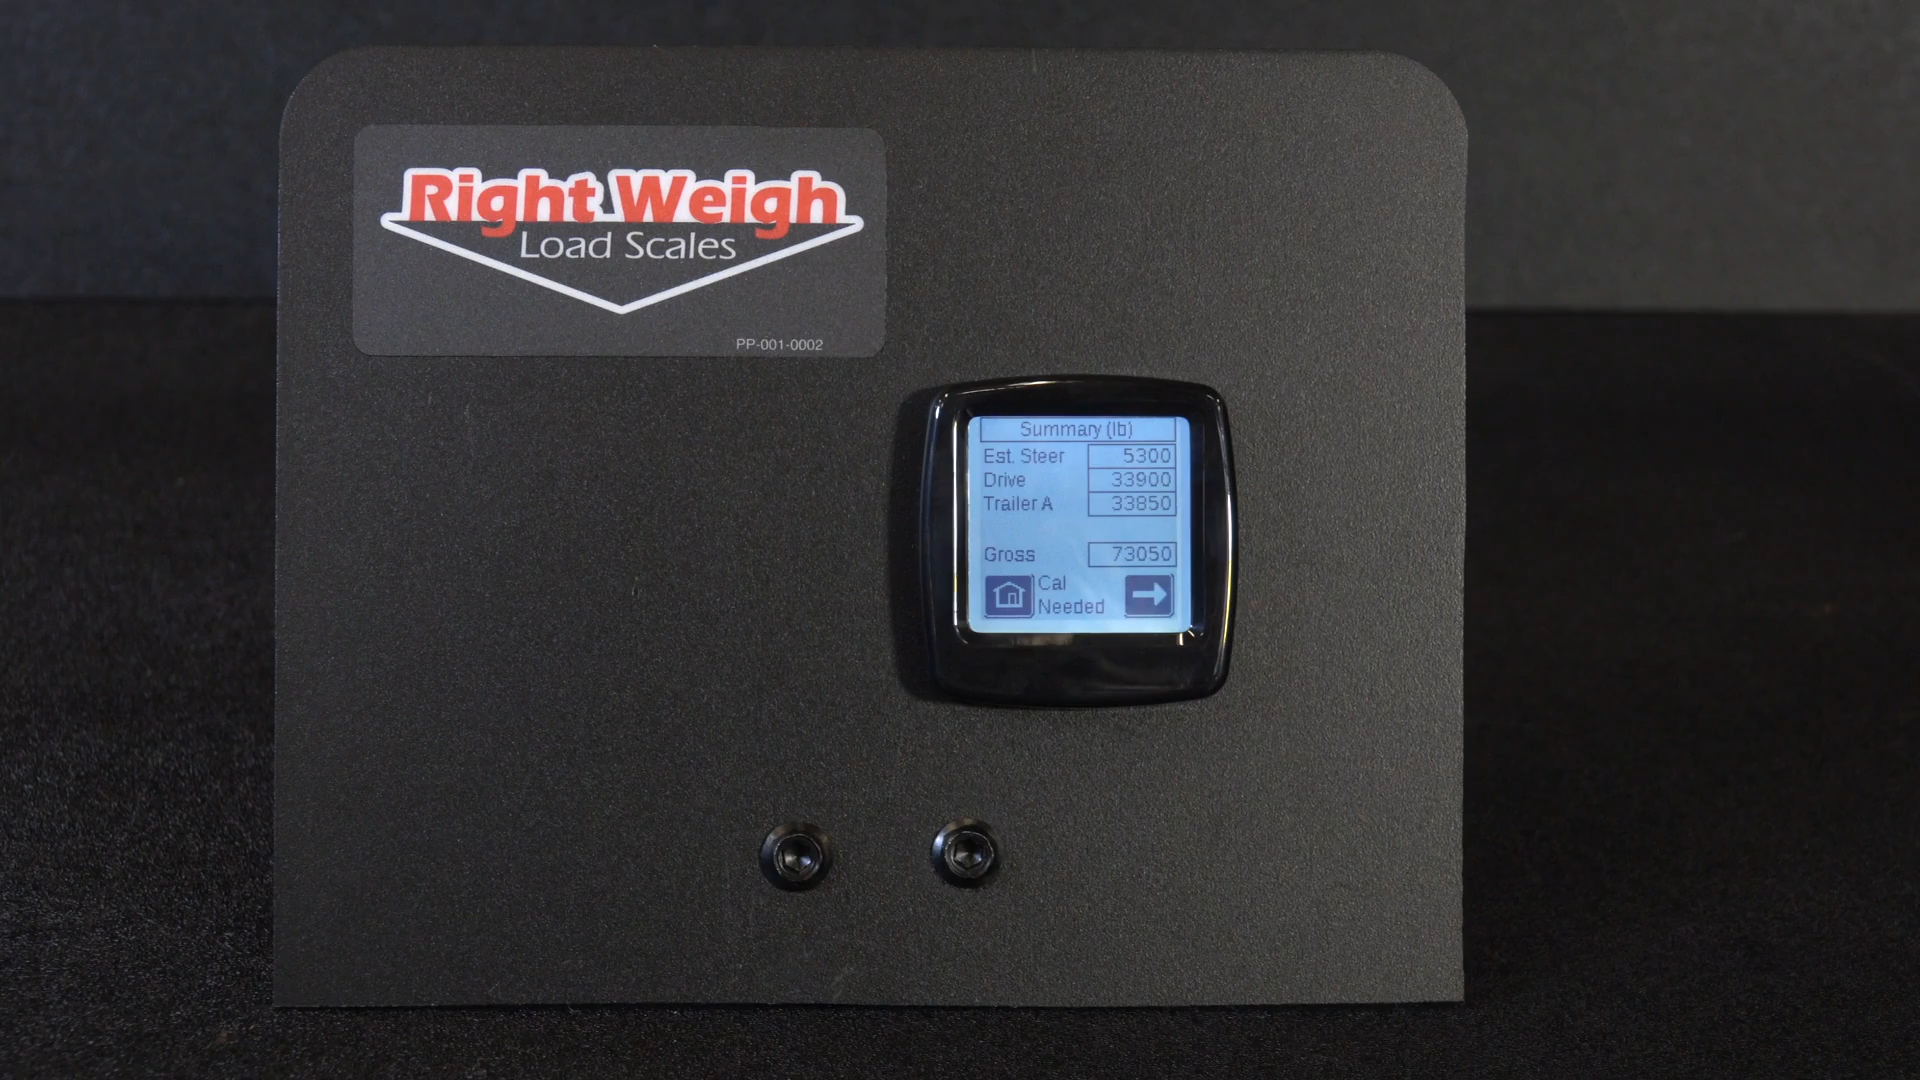 Right Weigh
Load Scales
PP-001-0002
Summary (lb)
Est. Steer 5300
Drive 33900
Trailer A 33850
Gross 73050
Cal
Needed